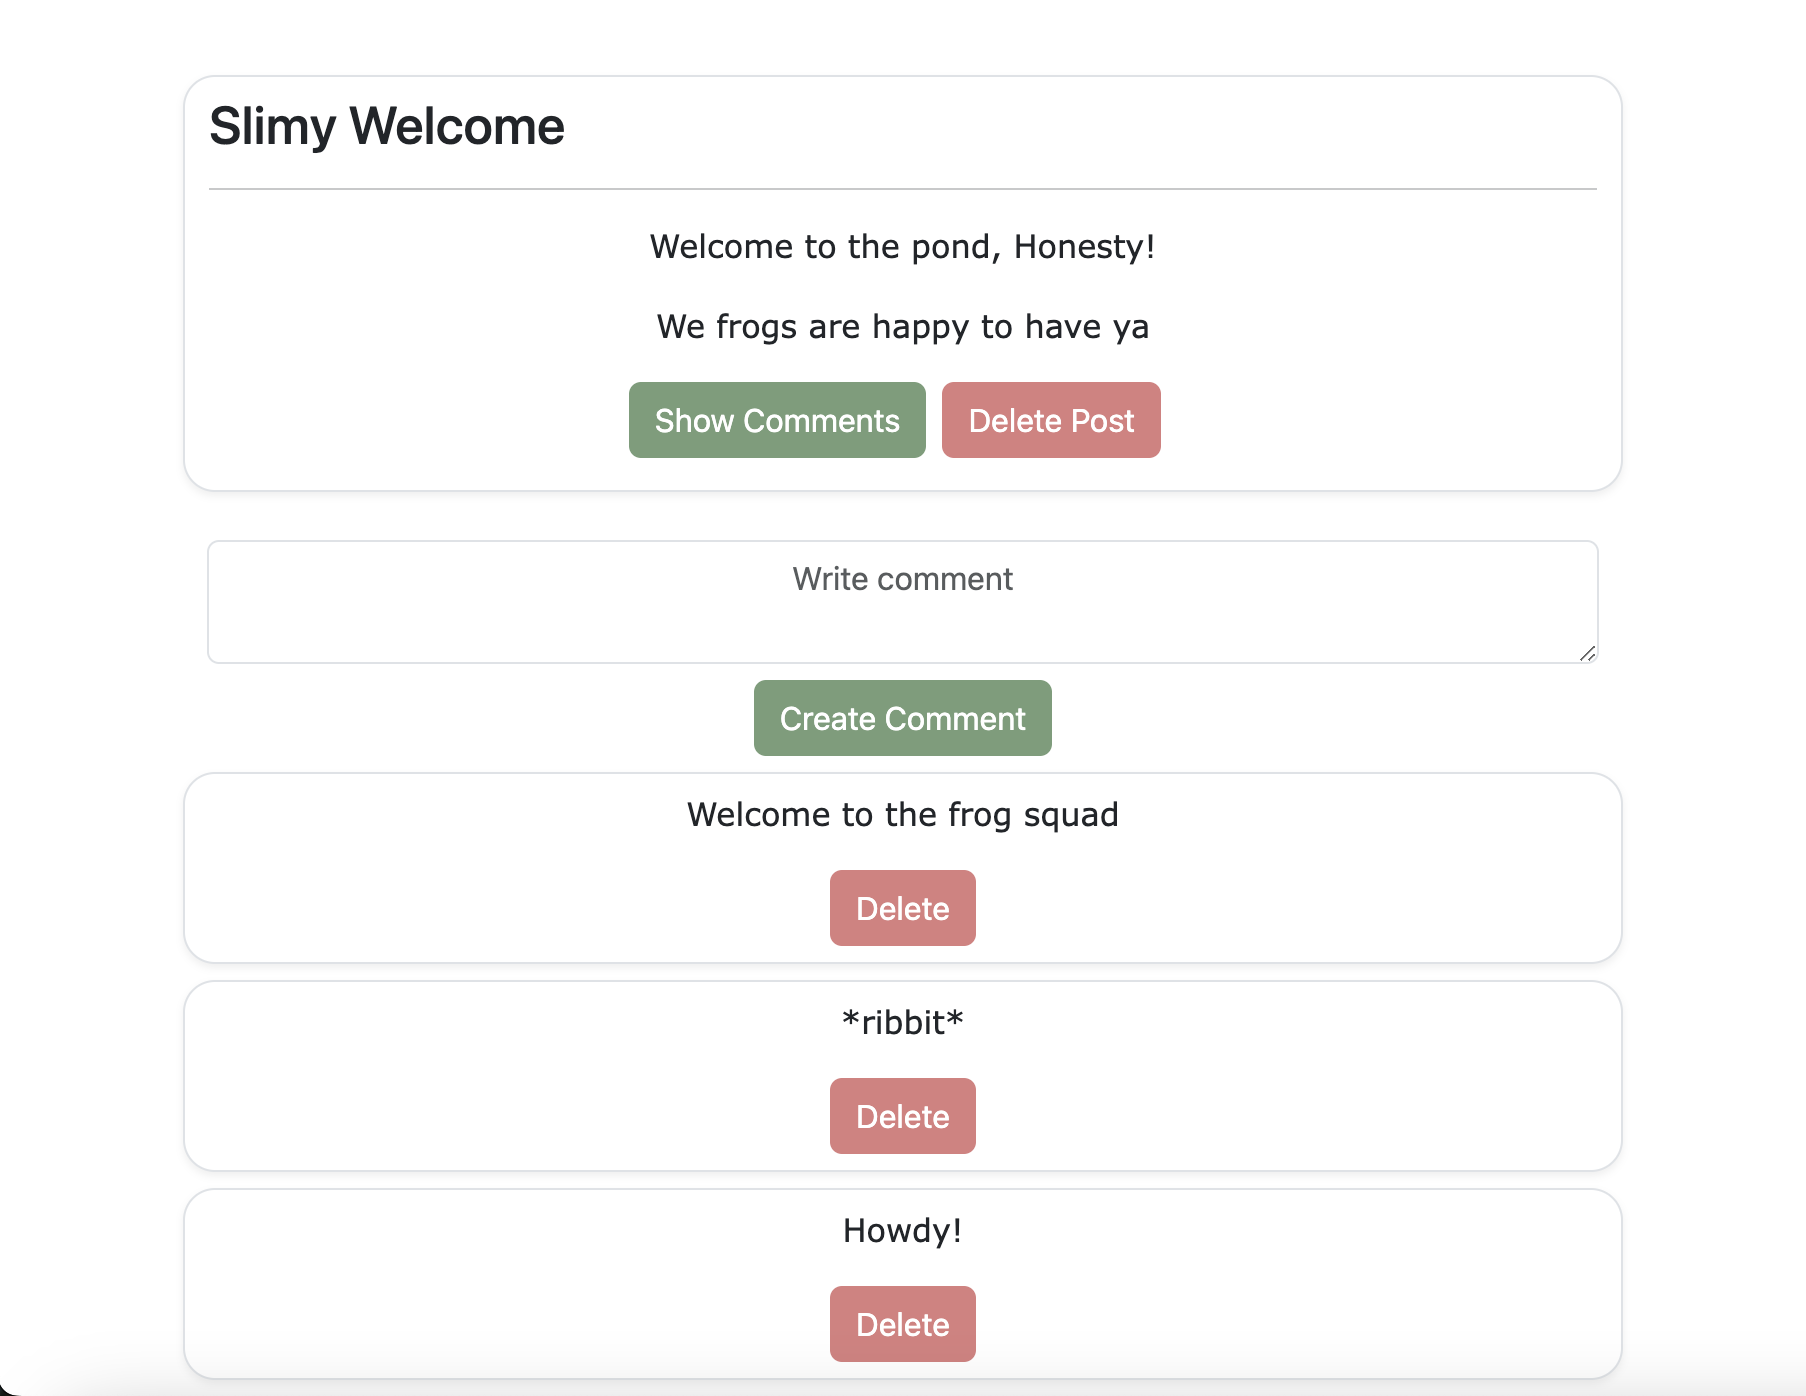 Slimy Welcome
Welcome to the pond, Honesty!
We frogs are happy to have ya
Show Comments Delete Post
Write comment
Create Comment
Welcome to the frog squad
Delete
*ribbit*
Delete
Howdy!
Delete